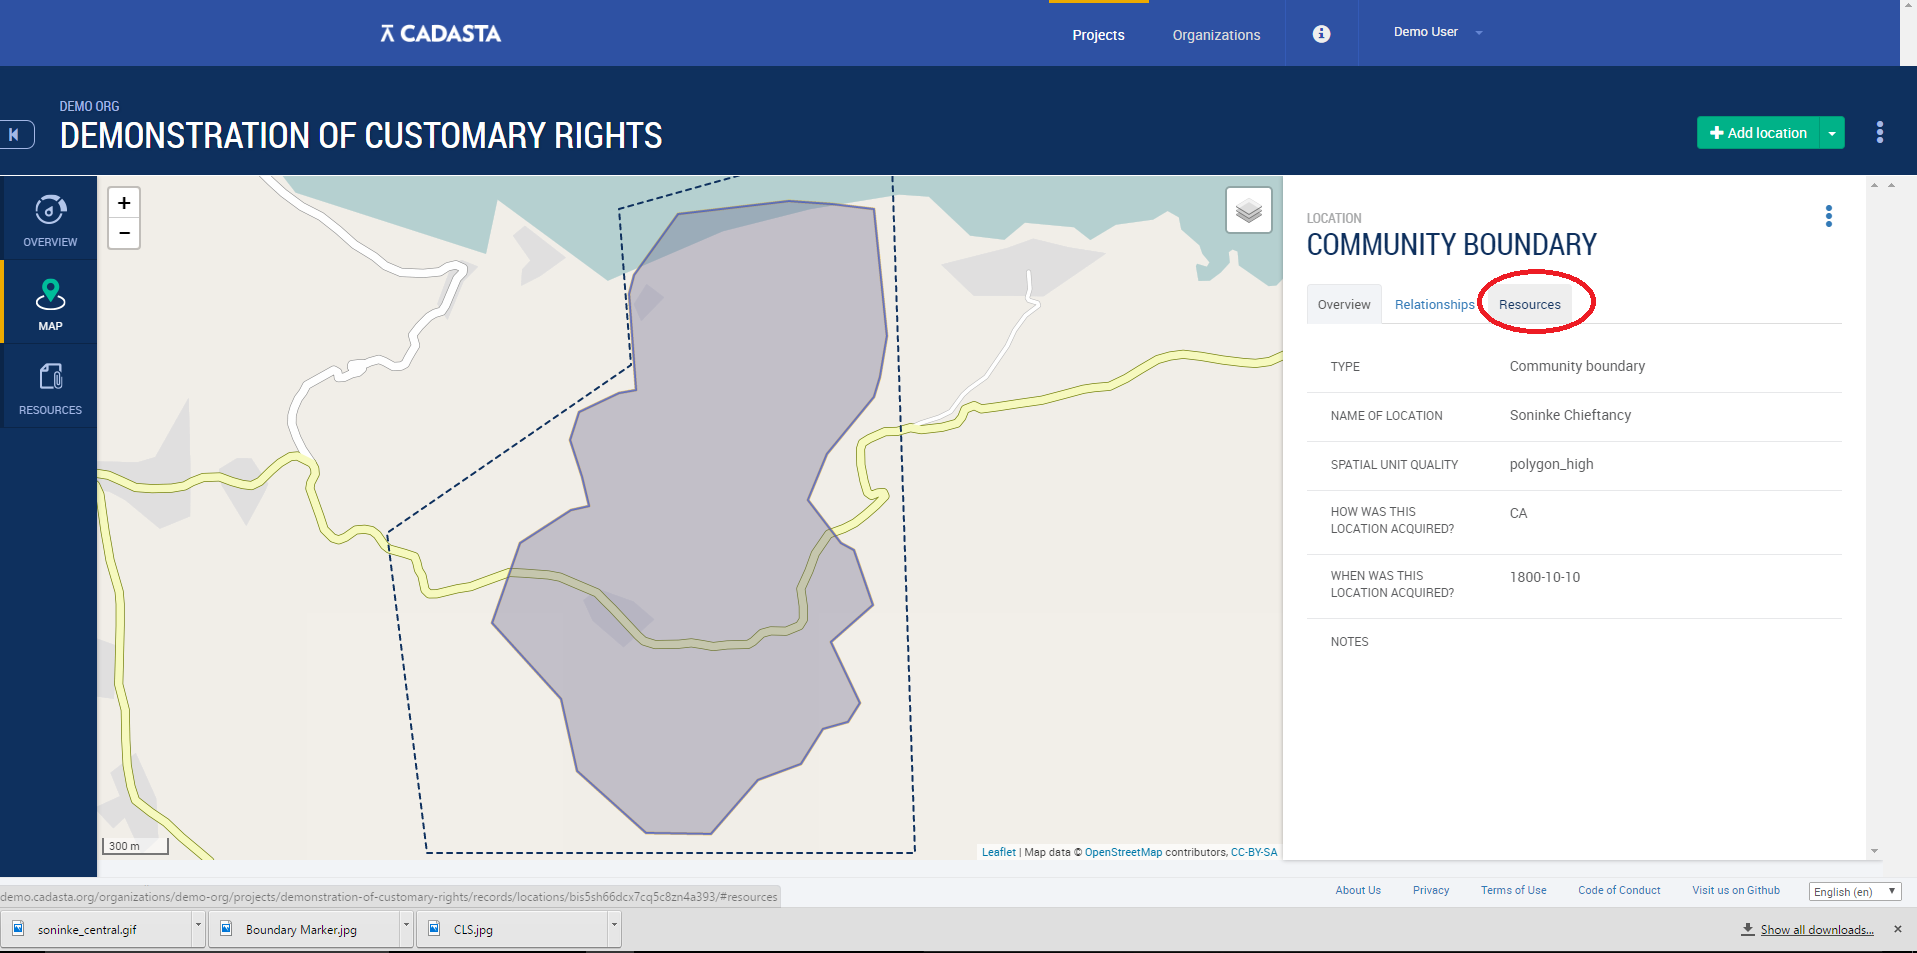 CADASTA
Projects
Organizations
Demo User
DEMO ORG
DEMONSTRATION OF CUSTOMARY RIGHTS
Add location
OVERVIEW
MAP
RESOURCES
+
−
300 m
Leaflet | Map data © OpenStreetMap contributors, CC-BY-SA
LOCATION
COMMUNITY BOUNDARY
Overview
Relationships
Resources
TYPE Community boundary
NAME OF LOCATION Soninke Chieftancy
SPATIAL UNIT QUALITY polygon_high
HOW WAS THIS CA
LOCATION ACQUIRED?
WHEN WAS THIS 1800-10-10
LOCATION ACQUIRED?
NOTES
About Us
Privacy
Terms of Use
Code of Conduct
Visit us on Github
English (en)
demo.cadasta.org/organizations/demo-org/projects/demonstration-of-customary-rights/records/locations/bis5sh66dcx7cq5c8zn4a393/#resources
soninke_central.gif
Boundary Marker.jpg
CLS.jpg
Show all downloads...